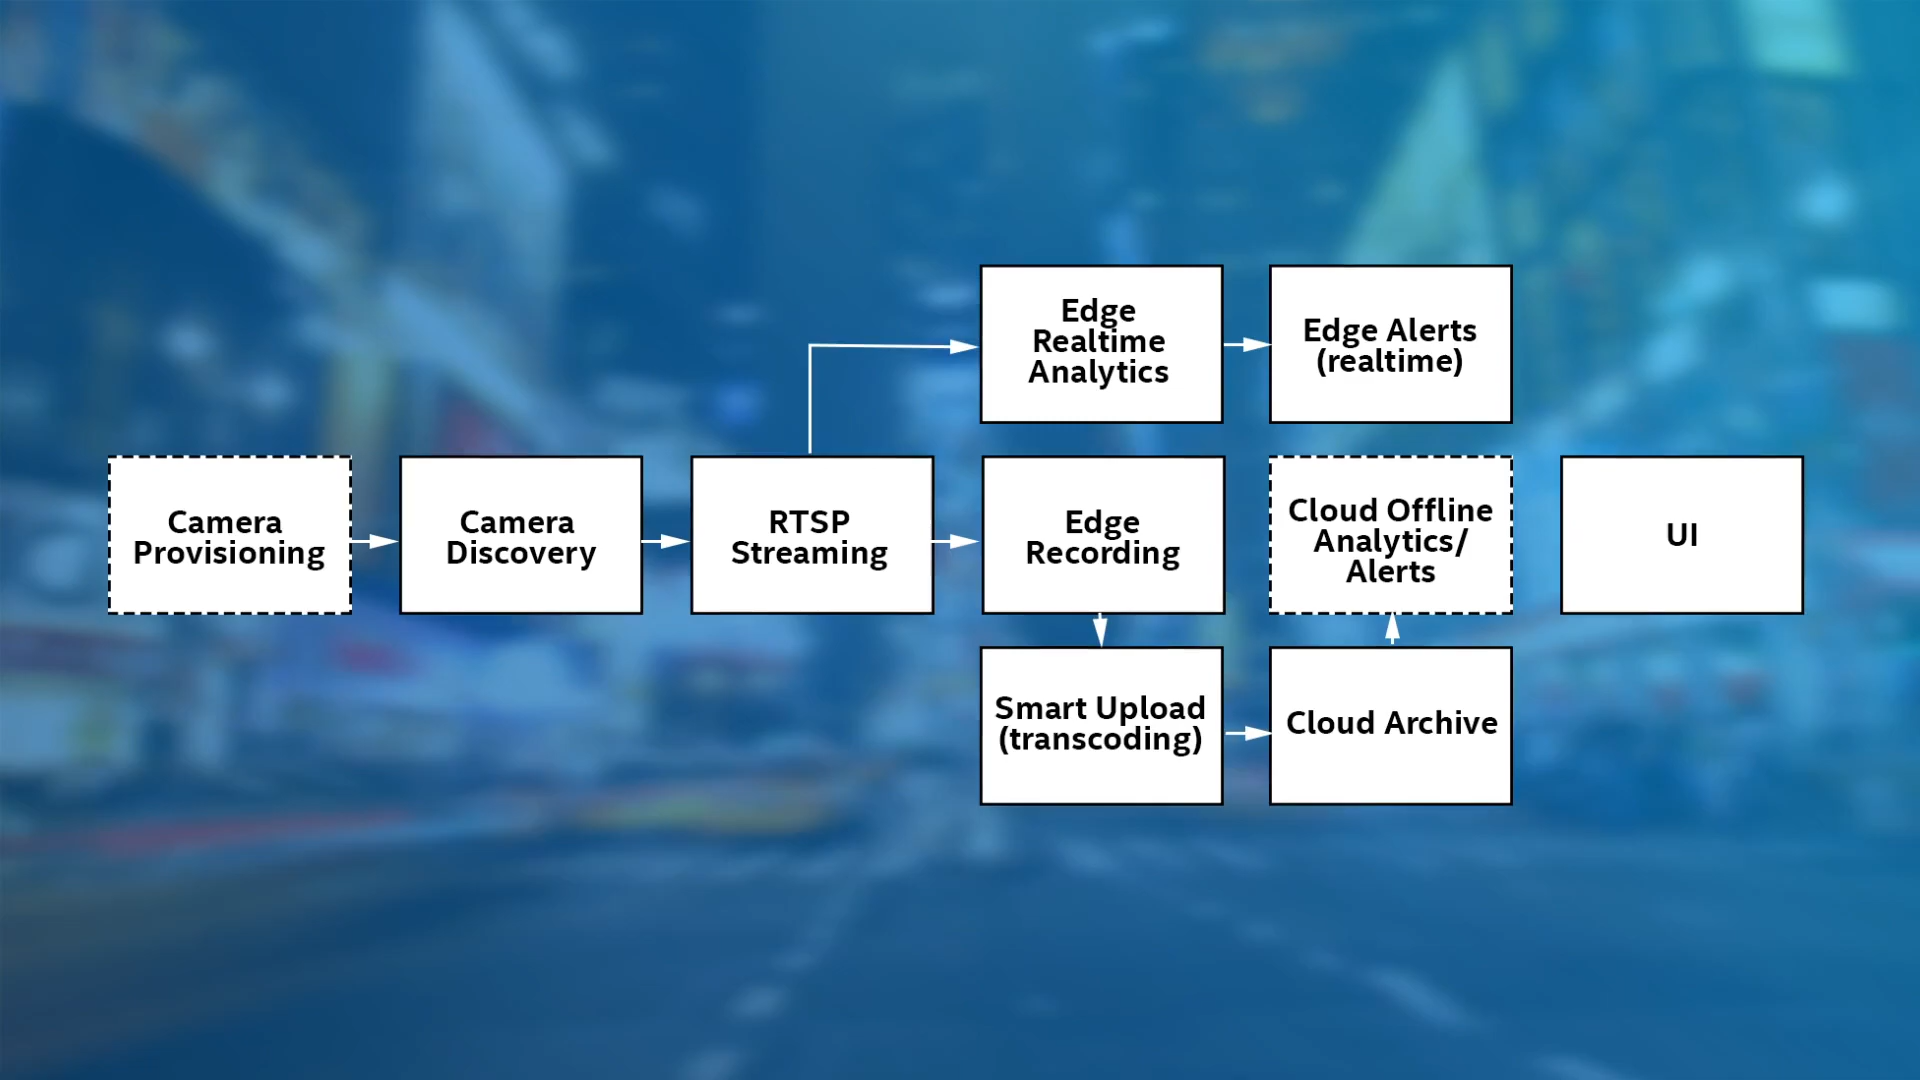 Edge
Realtime
Analytics
Edge Alerts
(realtime)
Camera
Provisioning
Camera
Discovery
RTSP
Streaming
Edge
Recording
Cloud Offline
Analytics/
Alerts
UI
Smart Upload
(transcoding)
Cloud Archive